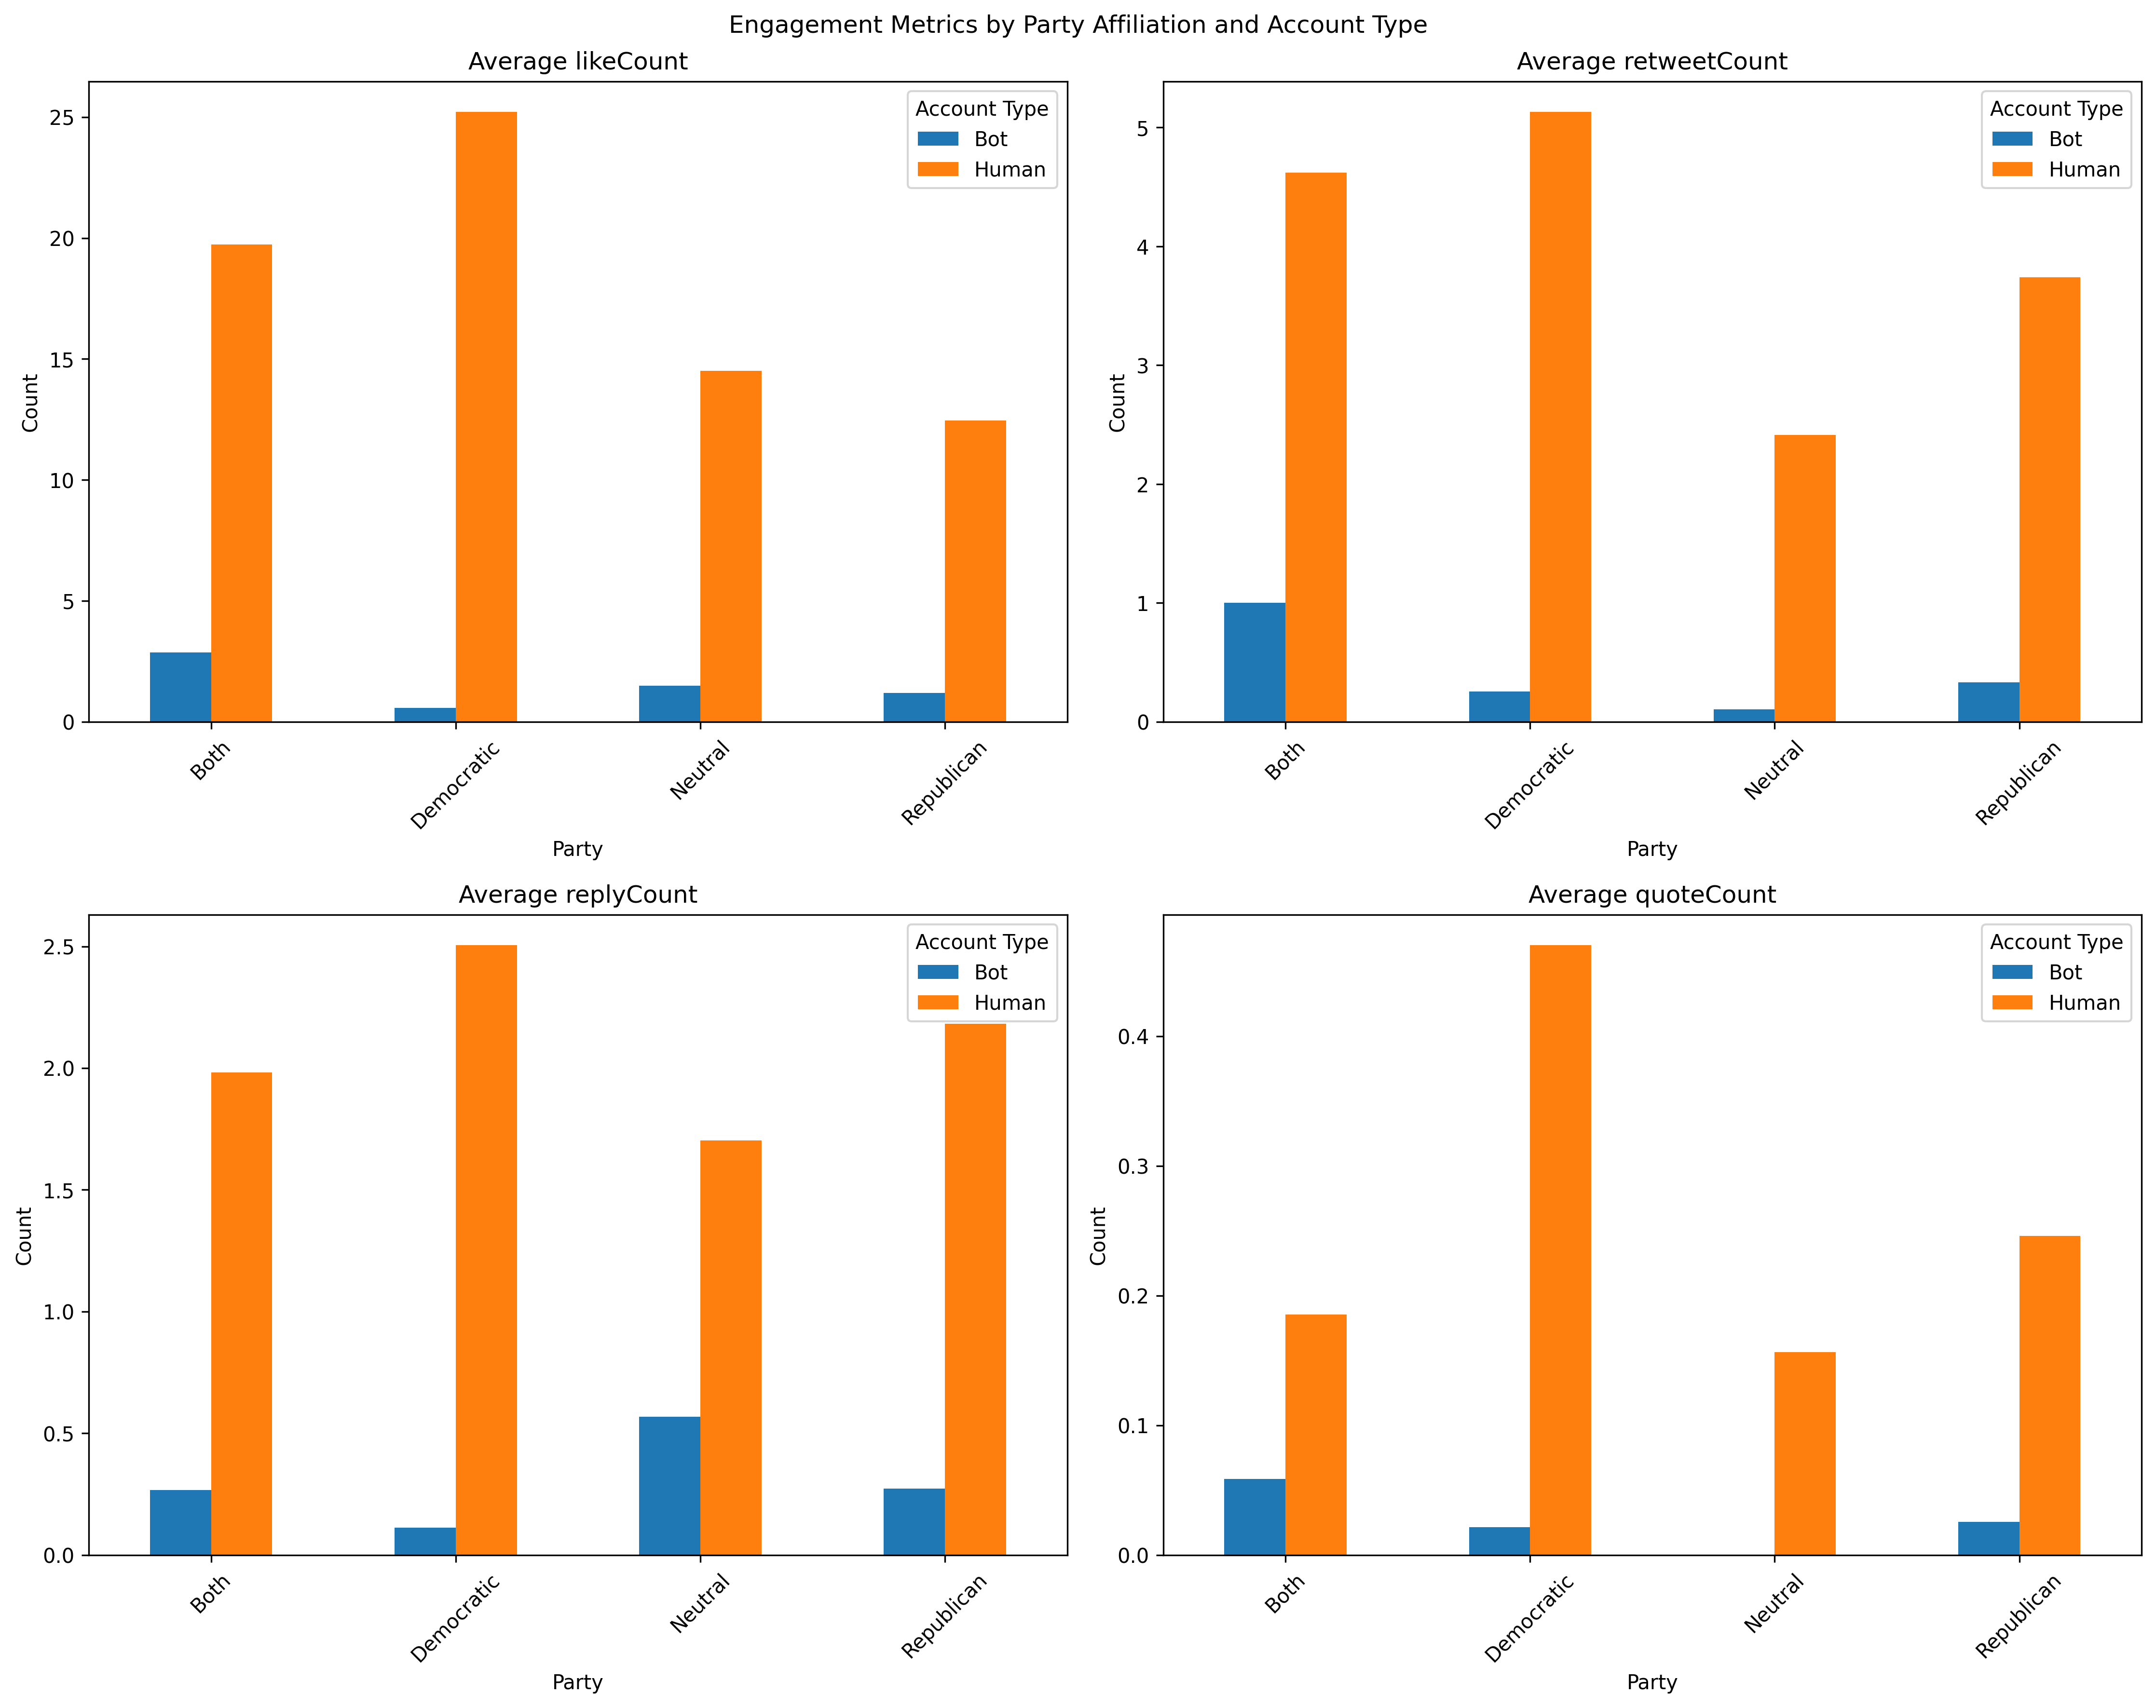 Engagement Metrics by Party Affiliation and Account Type
Average likeCount
Count
25
20
15
10
5
0
Account Type
Bot
Human
Both
Democratic
Neutral
Republican
Party
Average retweetCount
Count
5
4
3
2
1
0
Account Type
Bot
Human
Both
Democratic
Neutral
Republican
Party
Average replyCount
Count
2.5
2.0
1.5
1.0
0.5
0.0
Account Type
Bot
Human
Both
Democratic
Neutral
Republican
Party
Average quoteCount
Count
0.4
0.3
0.2
0.1
0.0
Account Type
Bot
Human
Both
Democratic
Neutral
Republican
Party